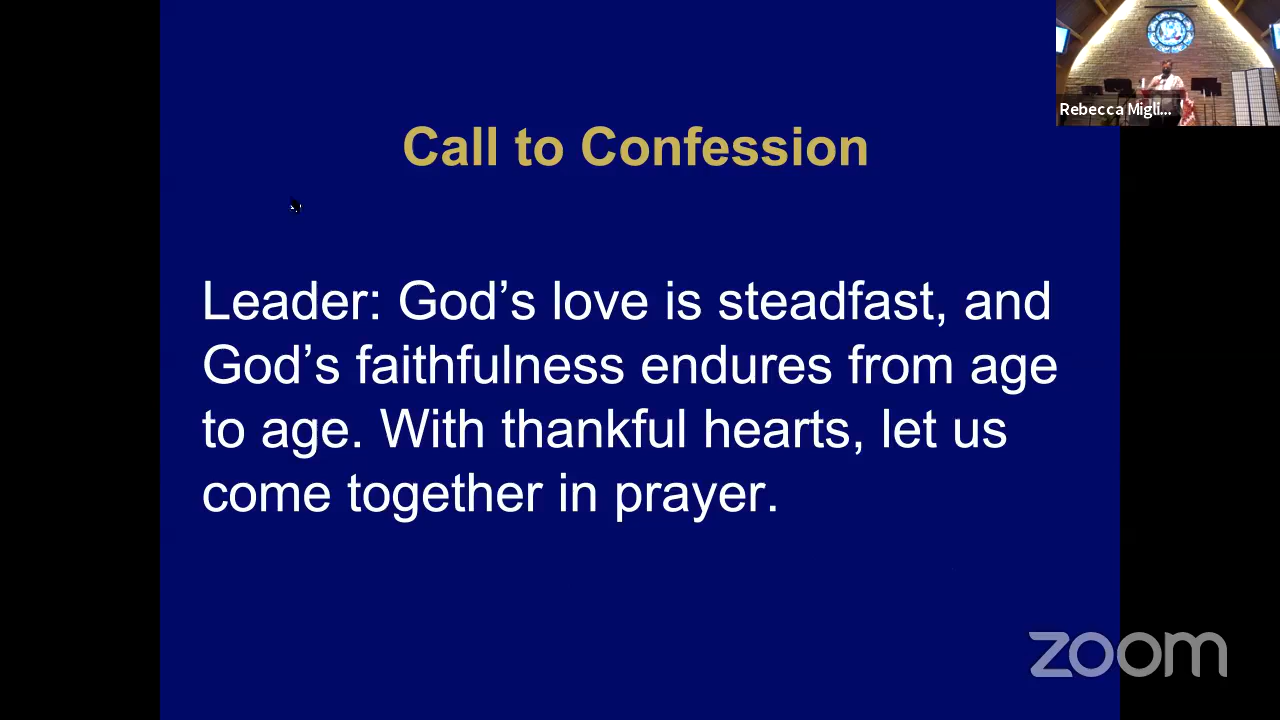 Rebecca Migli...
Call to Confession
Leader: God’s love is steadfast, and
God’s faithfulness endures from age
to age. With thankful hearts, let us
come together in prayer.
zoom